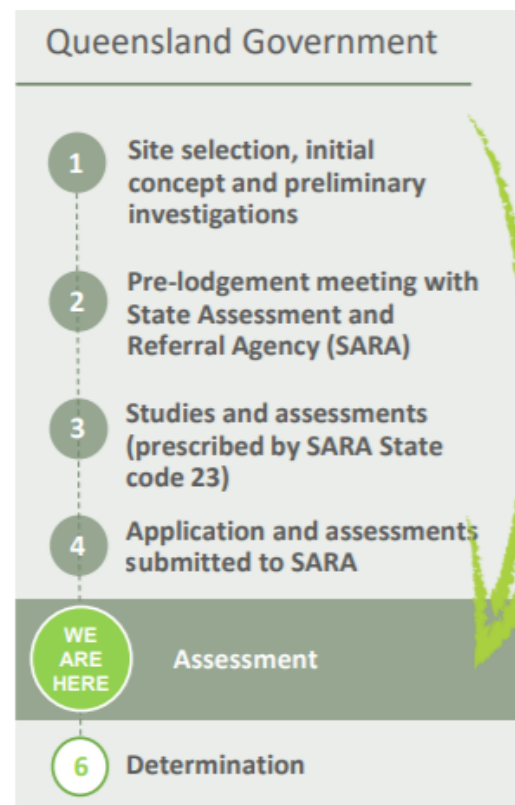 Queensland Government
1
Site selection, initial
concept and preliminary
investigations
2
Pre-lodgement meeting with
State Assessment and
Referral Agency (SARA)
3
Studies and assessments
(prescribed by SARA State
code 23)
4
Application and assessments
submitted to SARA
WE
ARE
HERE
Assessment
6
Determination